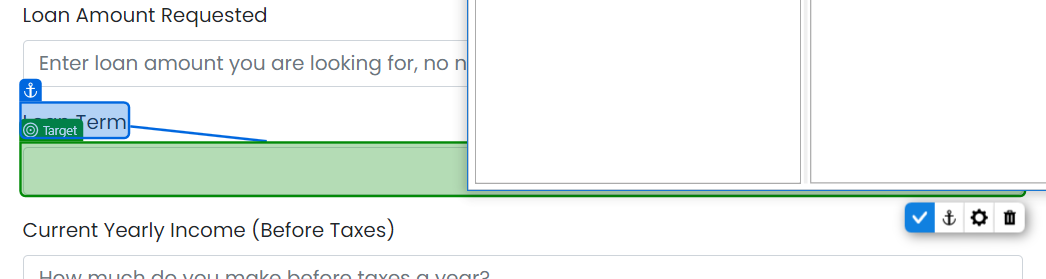 Loan Amount Requested
Enter loan amount you are looking for, no n
Loan Term
Target
Current Yearly Income (Before Taxes)
How much do you make before taxes a year?